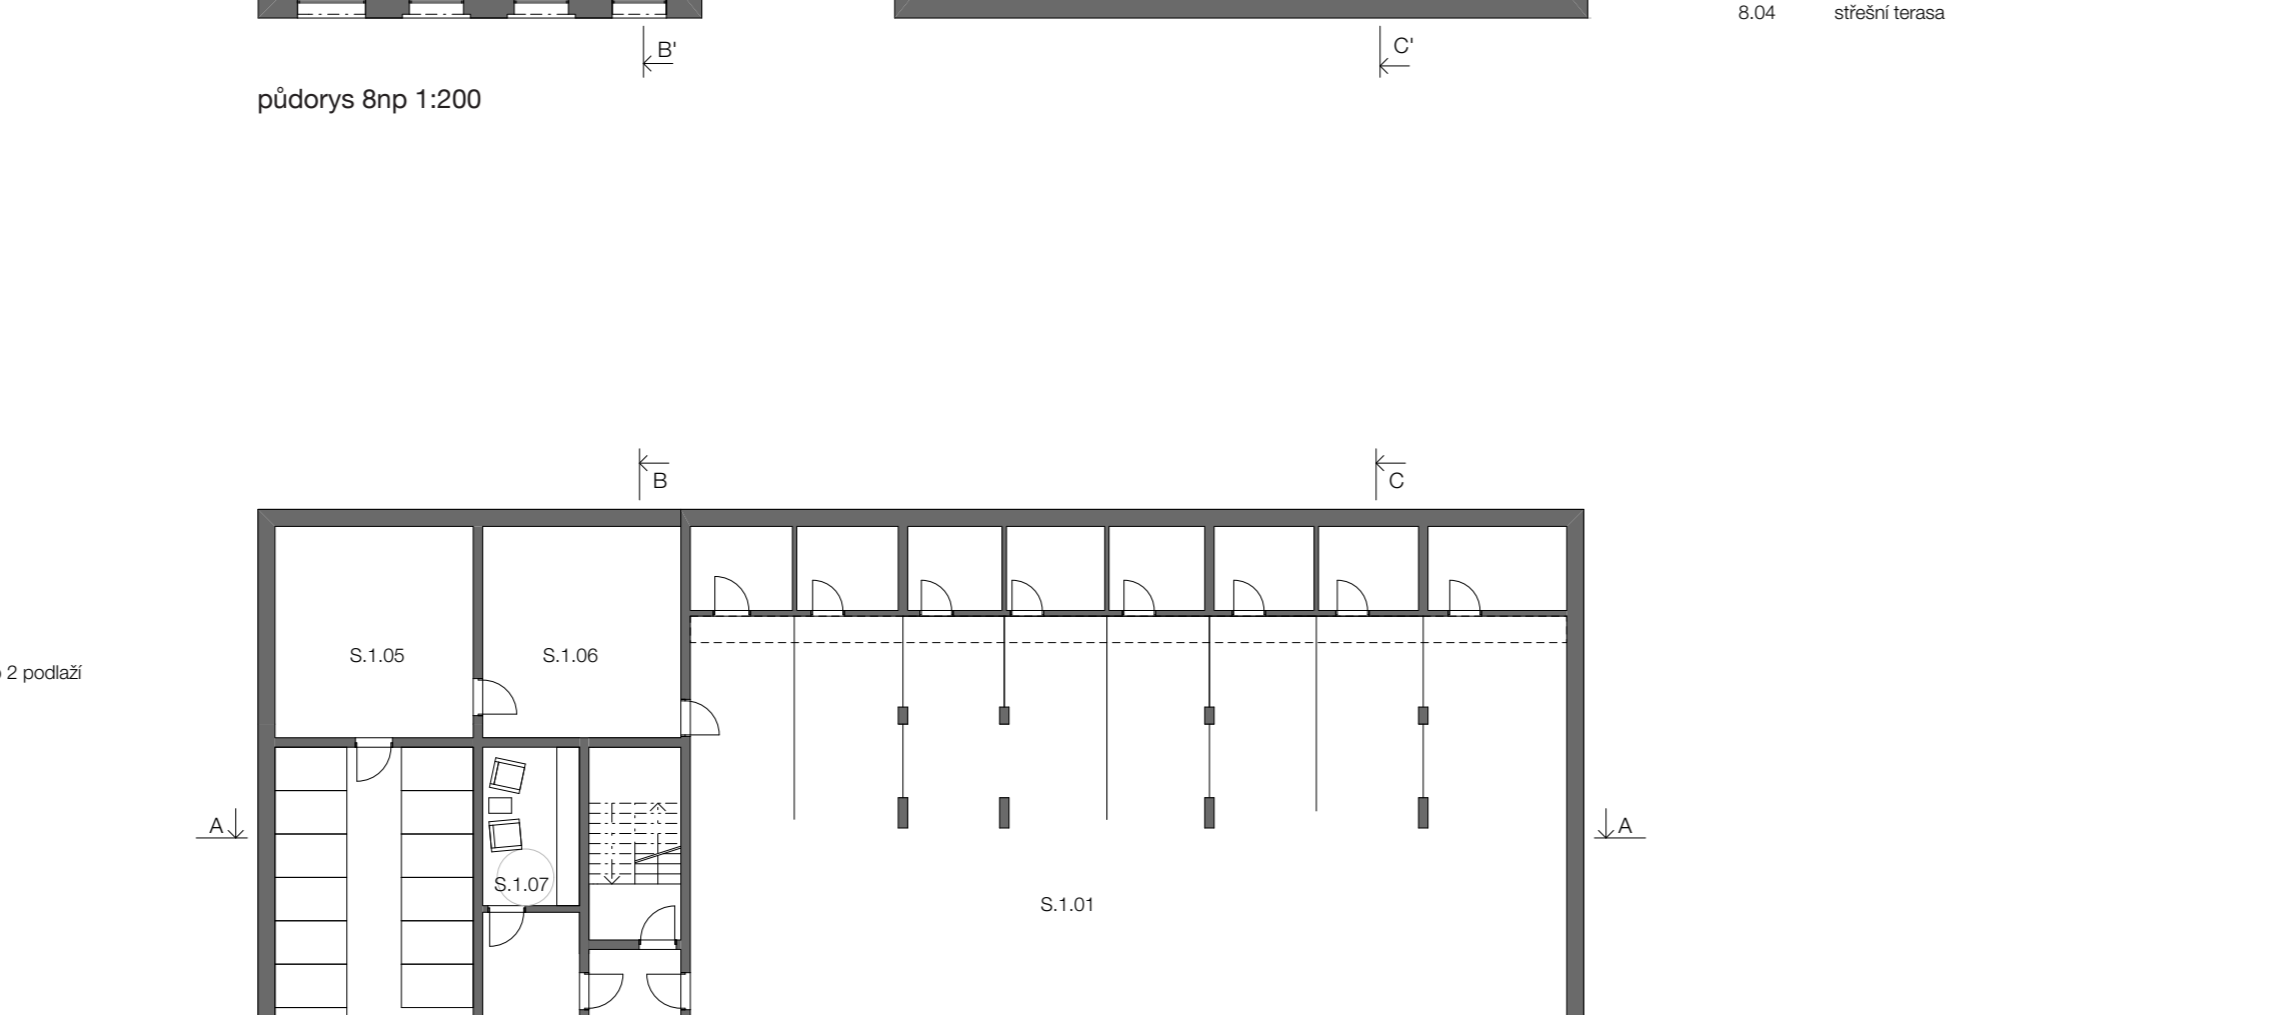 8.04 střešní terasa
B' C'
půdorys 8np 1:200
B C
S.1.05 S.1.06
2 podlaží
A A
S.1.07
S.1.01